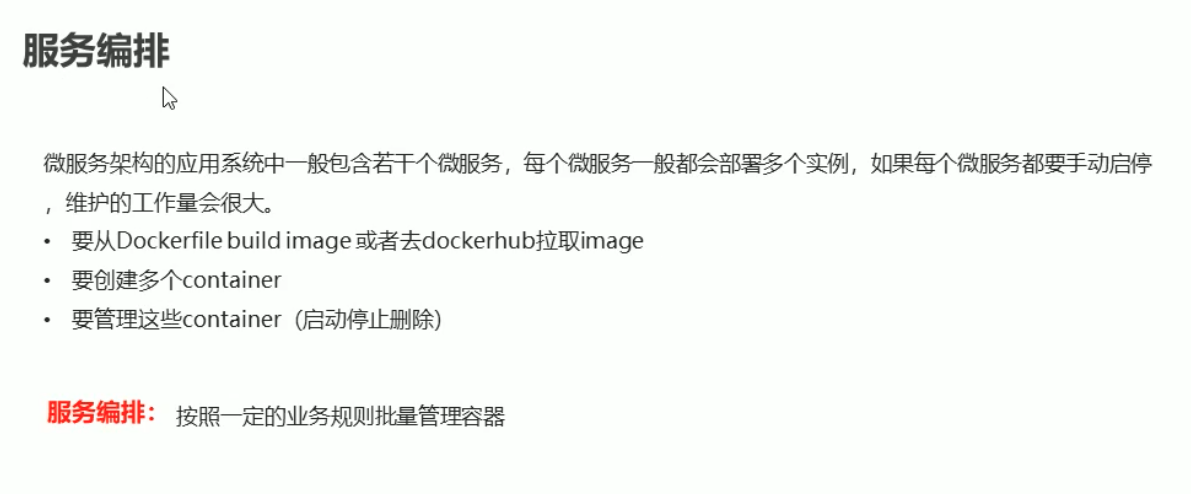 服务编排
微服务架构的应用系统中一般包含若干个微服务，每个微服务一般都会部署多个实例，如果每个微服务都要手动启停
，维护的工作量会很大。
• 要从Dockerfile build image 或者去dockerhub拉取image
• 要创建多个container
• 要管理这些container（启动停止删除）
服务编排： 按照一定的业务规则批量管理容器